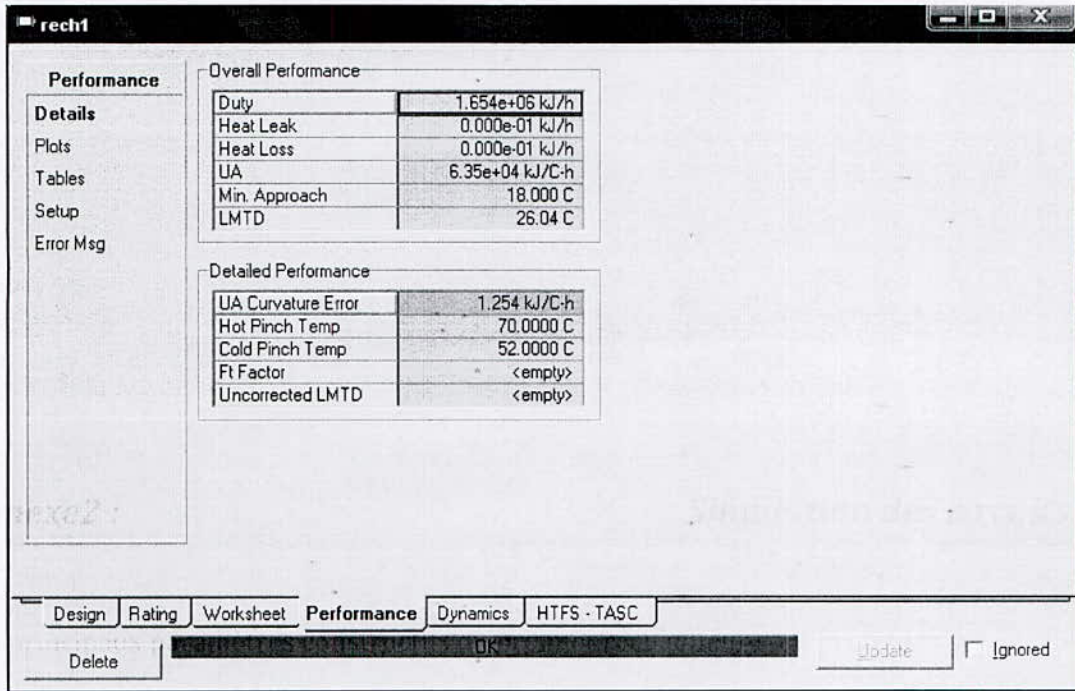 rech1
Performance
Details
Plots
Tables
Setup
Error Msg
Overall Performance
Duty 1.654e+06 kJ/h
Heat Leak 0.000e-01 kJ/h
Heat Loss 0.000e-01 kJ/h
UA 6.35e+04 kJ/C-h
Min. Approach 18.000 C
LMTD 26.04 C
Detailed Performance
UA Curvature Error 1.254 kJ/C-h
Hot Pinch Temp 70.0000 C
Cold Pinch Temp 52.0000 C
Ft Factor <empty>
Uncorrected LMTD <empty>
Design Rating Worksheet Performance Dynamics HTFS - TASC
Delete OK Update Ignored